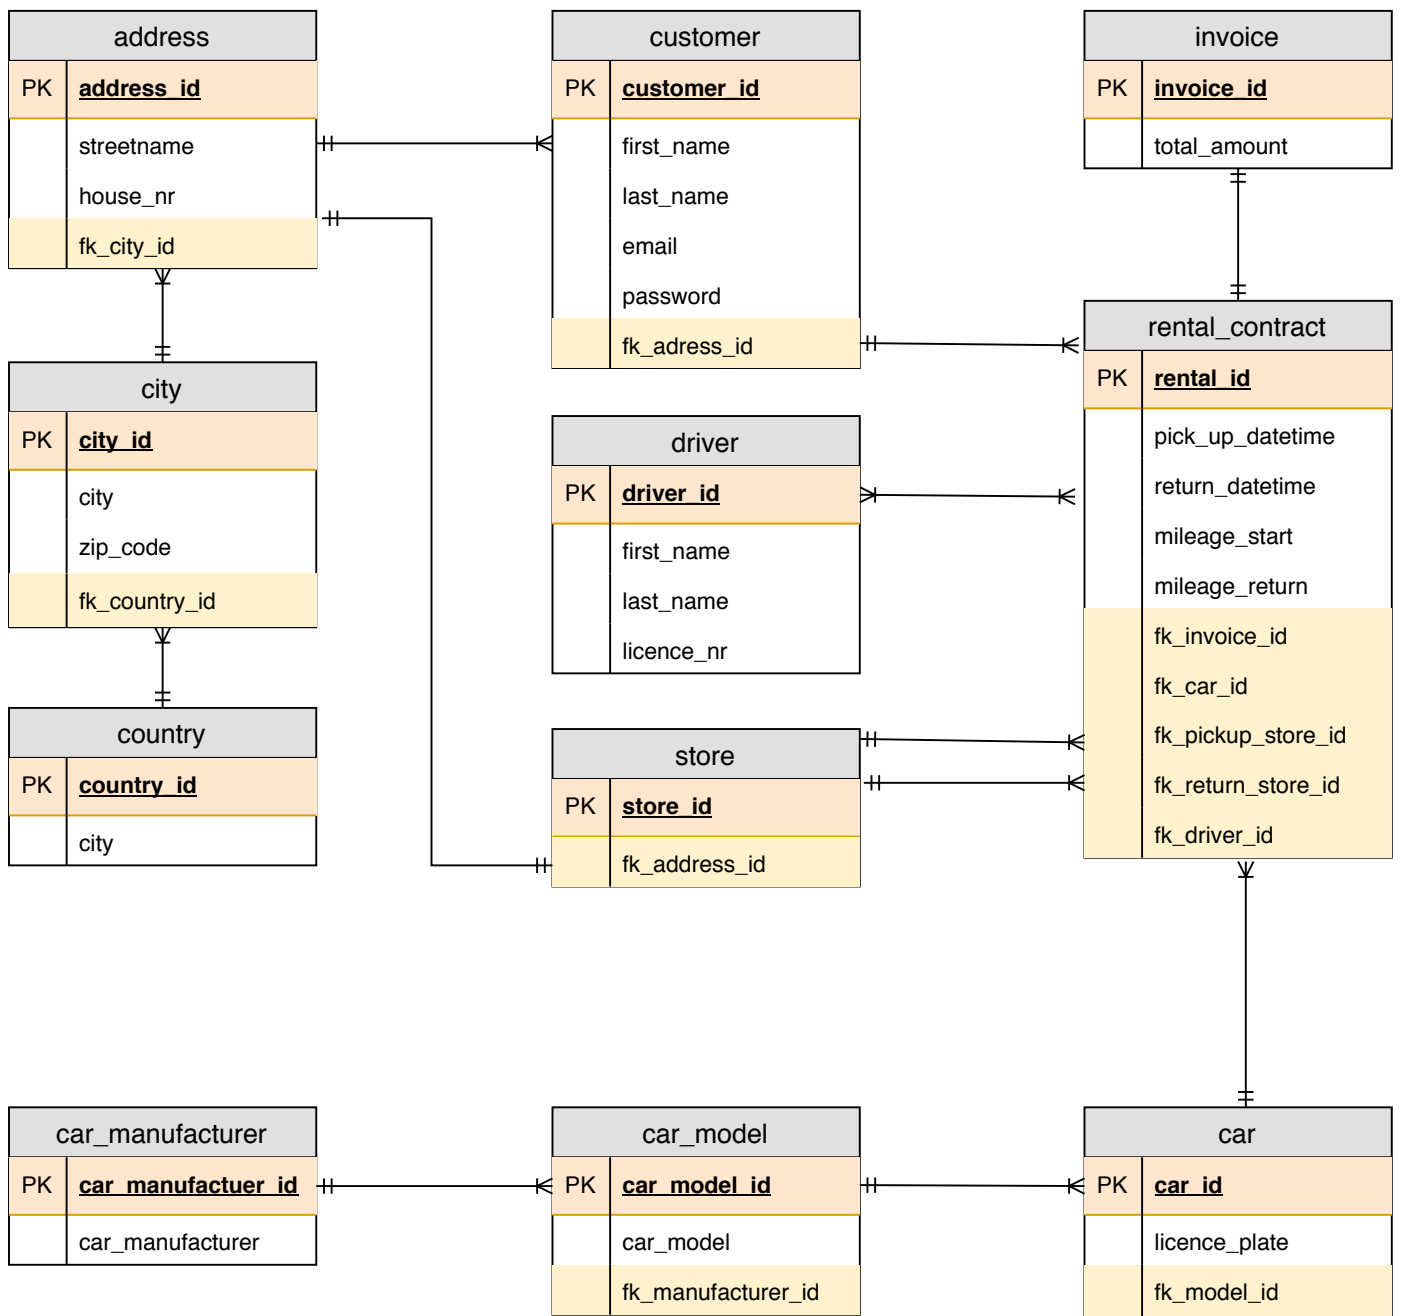 address
PK address_id
streetname
house_nr
fk_city_id
customer
PK customer_id
first_name
last_name
email
password
fk_adress_id
invoice
PK invoice_id
total_amount
rental_contract
PK rental_id
pick_up_datetime
return_datetime
mileage_start
mileage_return
fk_invoice_id
fk_car_id
fk_pickup_store_id
fk_return_store_id
fk_driver_id
city
PK city_id
city
zip_code
fk_country_id
driver
PK driver_id
first_name
last_name
licence_nr
country
PK country_id
city
store
PK store_id
fk_address_id
car_manufacturer
PK car_manufactuer_id
car_manufacturer
car_model
PK car_model_id
car_model
fk_manufacturer_id
car
PK car_id
licence_plate
fk_model_id